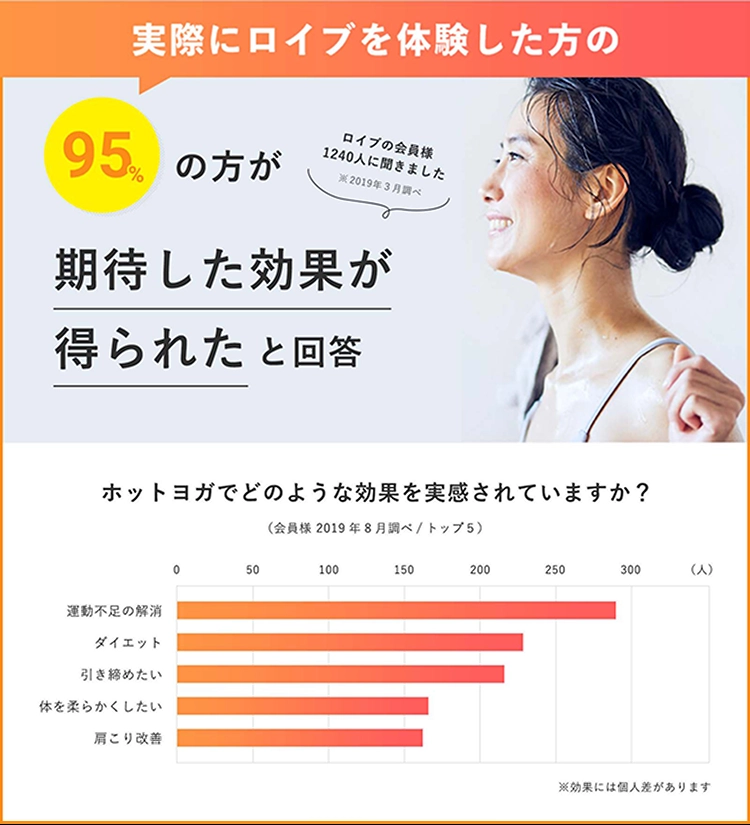 実際にロイブを体験した方の
95%の方が
ロイブの会員様
1240人に聞きました
※2019年3月調べ
期待した効果が
得られたと回答
ホットヨガでどのような効果を実感されていますか？
（会員様 2019年8月調べ / トップ5）
0 50 100 150 200 250 300 （人）
運動不足の解消
ダイエット
引き締めたい
体を柔らかくしたい
肩こり改善
※効果には個人差があります